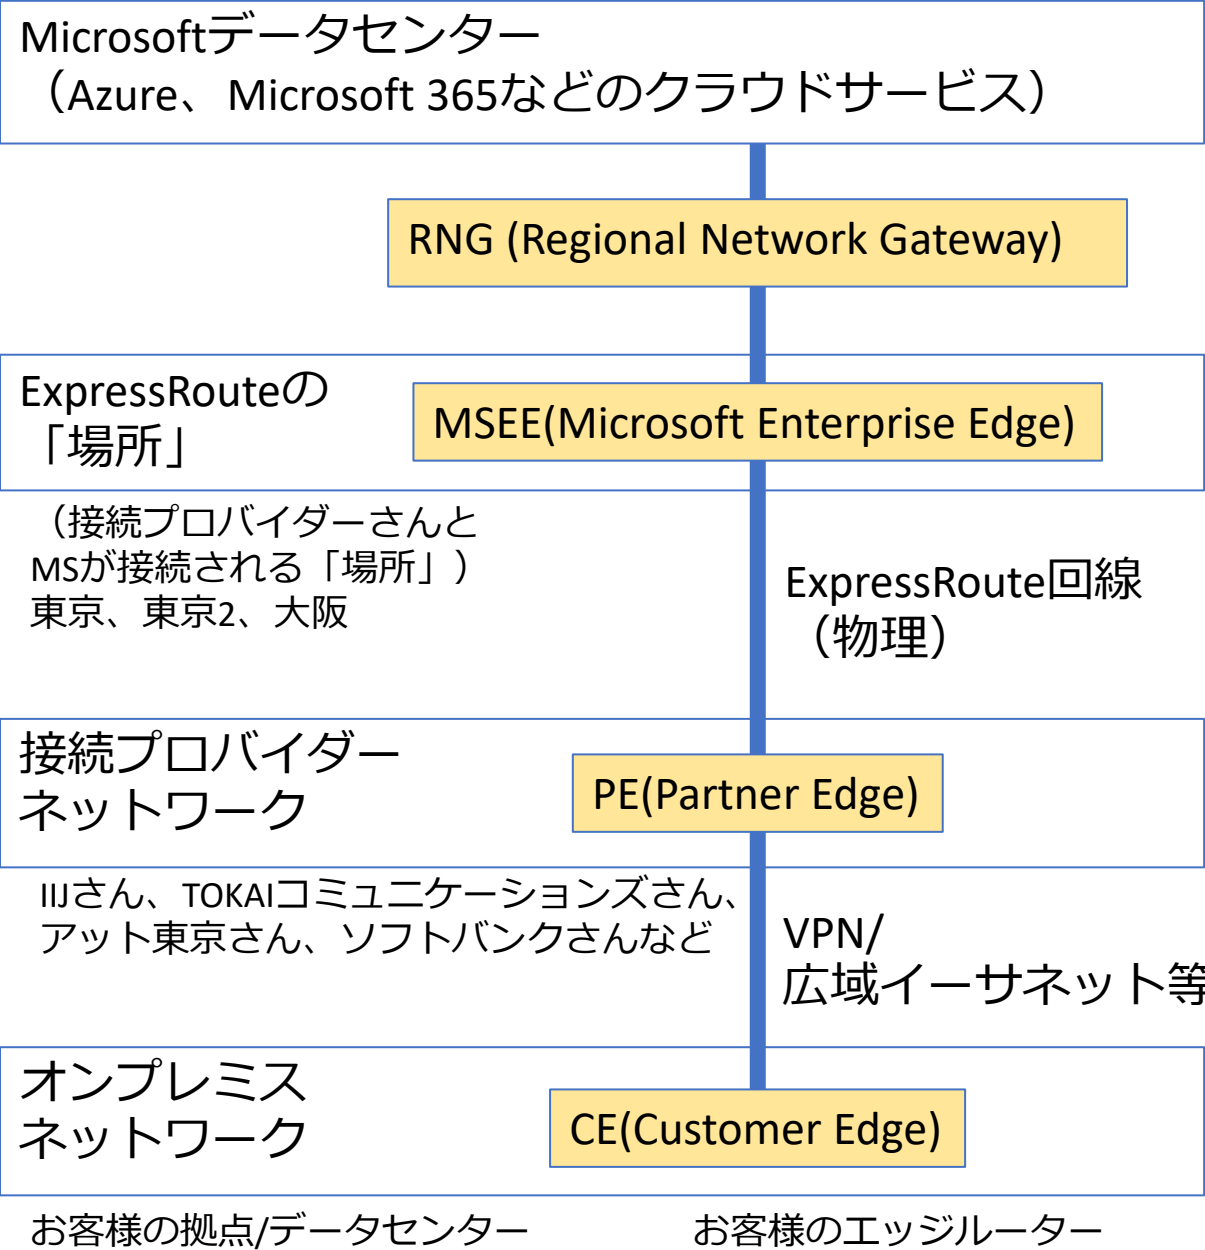 Microsoftデータセンター
（Azure、Microsoft 365などのクラウドサービス）
RNG (Regional Network Gateway)
ExpressRouteの
「場所」
MSEE(Microsoft Enterprise Edge)
（接続プロバイダーさんと
MSが接続される「場所」）
東京、東京2、大阪
ExpressRoute回線
（物理）
接続プロバイダー
ネットワーク
PE(Partner Edge)
IIJさん、TOKAIコミュニケーションズさん、
アット東京さん、ソフトバンクさんなど
VPN/
広域イーサネット等
オンプレミス
ネットワーク
CE(Customer Edge)
お客様の拠点/データセンター
お客様のエッジルーター